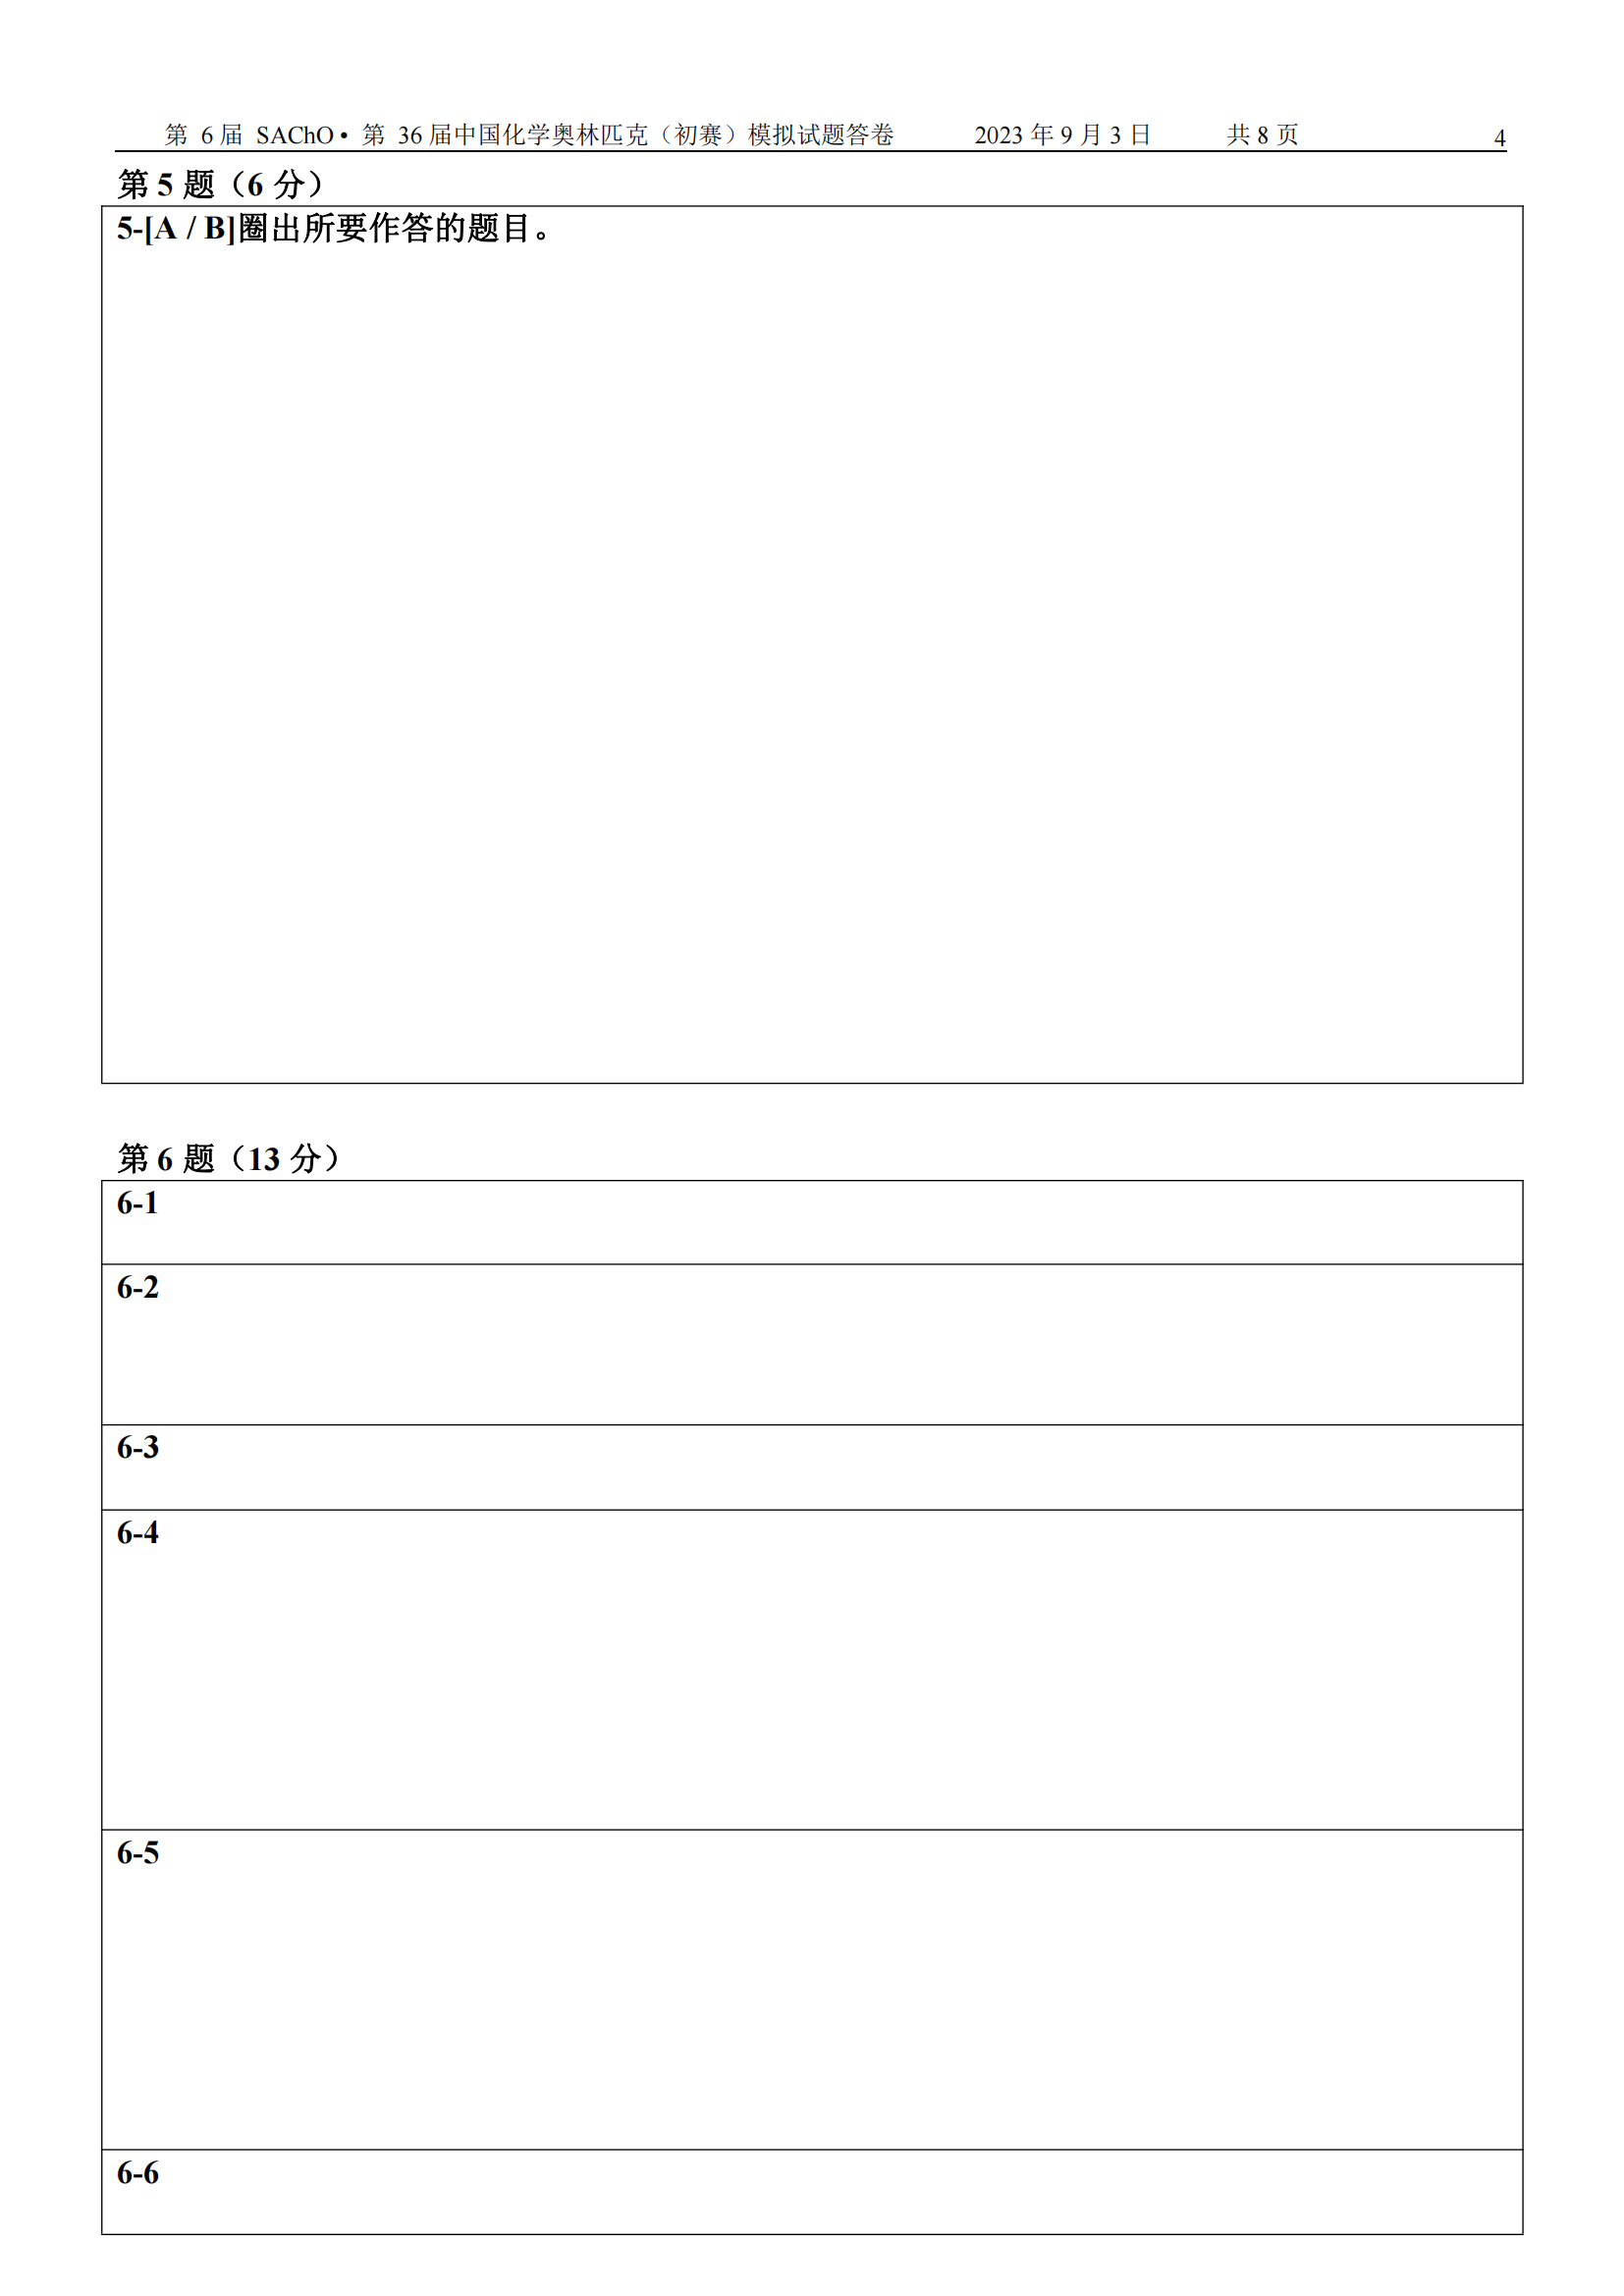 第 6 届 SAChO • 第 36 届中国化学奥林匹克（初赛）模拟试题答卷 2023 年 9 月 3 日 共 8 页 4
第 5 题（6 分）
5-[A / B]圈出所要作答的题目。
第 6 题（13 分）
6-1
6-2
6-3
6-4
6-5
6-6